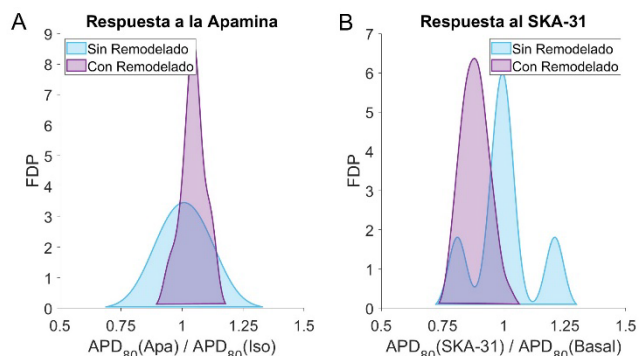 A
Respuesta a la Apamina
Sin Remodelado
Con Remodelado
FDP
9
8
7
6
5
4
3
2
1
0
0.5
0.75
1
1.25
1.5
APD80(Apa) / APD80(Iso)
B
Respuesta al SKA-31
Sin Remodelado
Con Remodelado
FDP
7
6
5
4
3
2
1
0
0.5
0.75
1
1.25
1.5
APD80(SKA-31) / APD80(Basal)